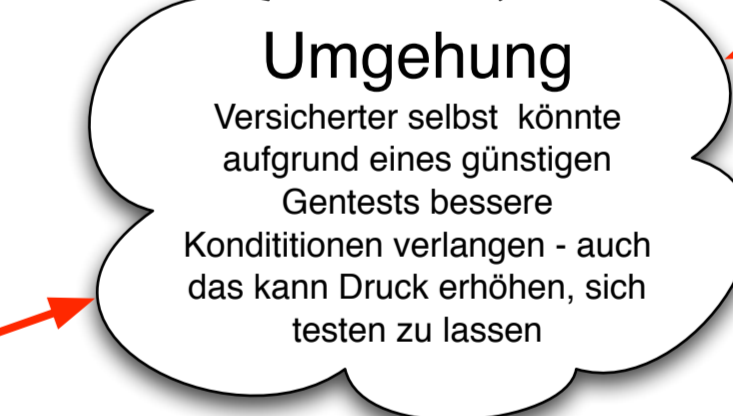 Umgehung
Versicherter selbst  könnte
aufgrund eines günstigen
Gentests bessere
Kondititionen verlangen - auch
das kann Druck erhöhen, sich
testen zu lassen